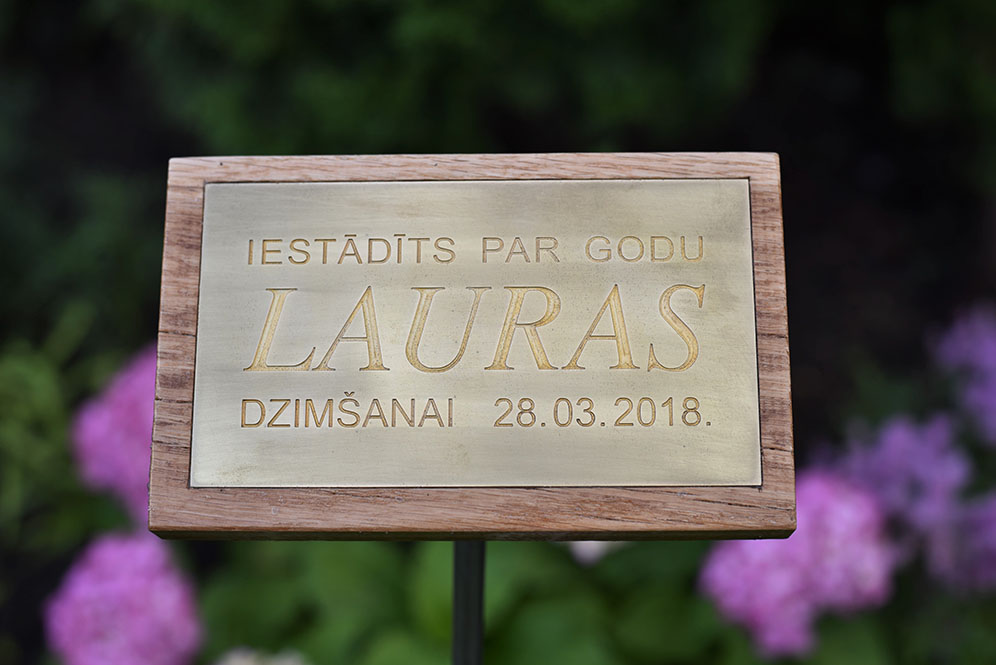 IESTĀDĪTS PAR GODU
LAURAS
DZIMŠANAI 28.03.2018.